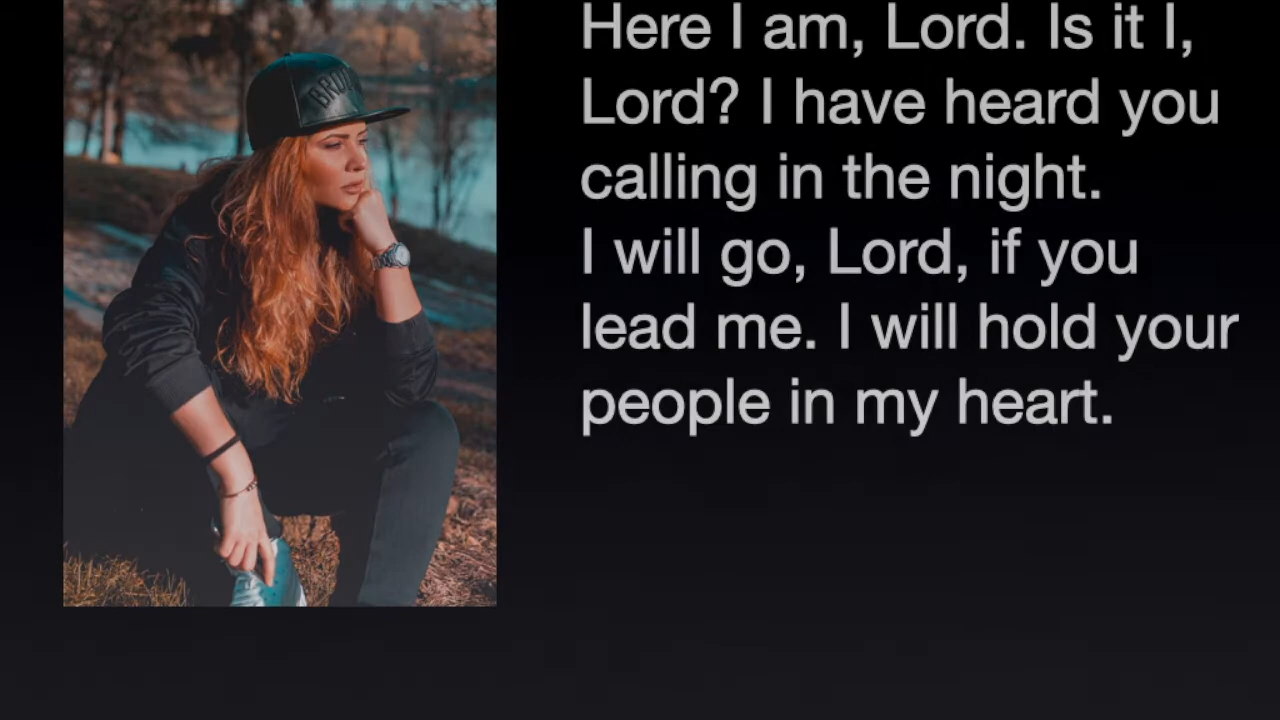 Here I am, Lord. Is it I,
Lord? I have heard you
calling in the night.
I will go, Lord, if you
lead me. I will hold your
people in my heart.